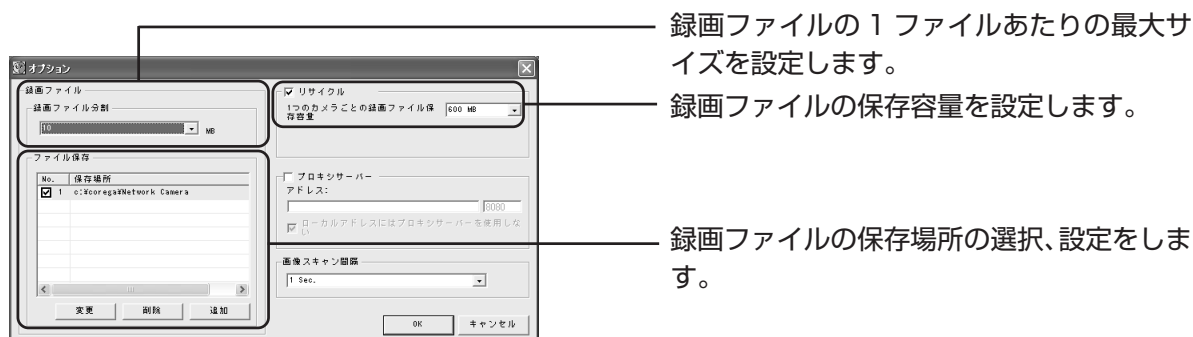 録画ファイルの 1 ファイルあたりの最大サ
イズを設定します。
録画ファイルの保存容量を設定します。
録画ファイルの保存場所の選択、設定をしま
す。
オプション
録画ファイル
録画ファイル分割
10
MB
ファイル保存
No. 保存場所
1 c:¥corega¥Network Camera
変更 削除 追加
リサイクル
1つのカメラごとの録画ファイル保
存容量
600 MB
プロキシサーバー
アドレス:
8080
ローカルアドレスにはプロキシサーバーを使用しな
い
画像スキャン間隔
1 Sec.
OK キャンセル